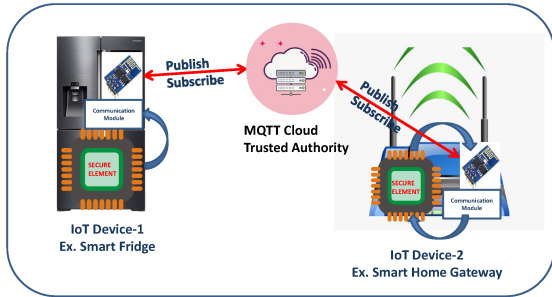 Publish
Subscribe
Communication
Module
SECURE
ELEMENT
IoT Device-1
Ex. Smart Fridge
MQTT Cloud
Trusted Authority
Publish
Subscribe
SECURE
ELEMENT
Communication
Module
IoT Device-2
Ex. Smart Home Gateway